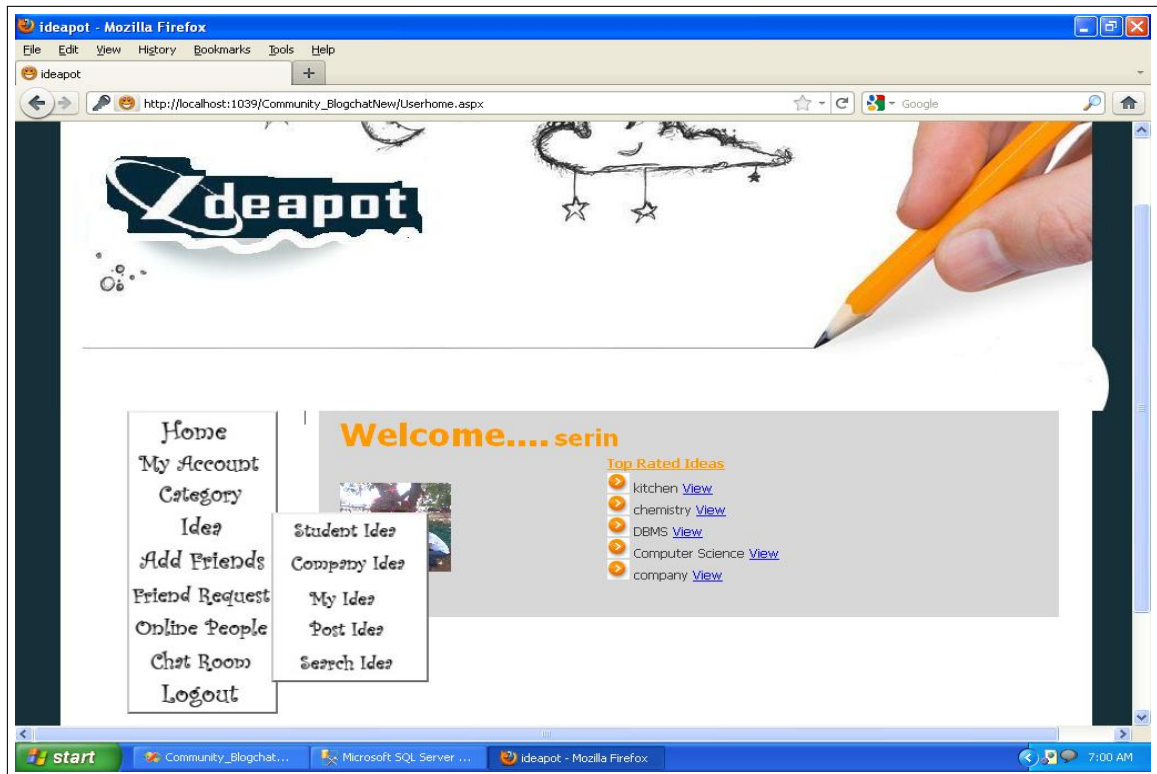 ideapot - Mozilla Firefox
File Edit View History Bookmarks Tools Help
ideapot
http://localhost:1039/Community_BlogchatNew/Userhome.aspx
Google
Ideapot
Home
My Account
Category
Idea
Add Friends
Friend Request
Online People
Chat Room
Logout
Student Idea
Company Idea
My Idea
Post Idea
Search Idea
Welcome.... serin
Top Rated Ideas
kitchen View
chemistry View
DBMS View
Computer Science View
company View
start
Community_Blogchat...
Microsoft SQL Server ...
ideapot - Mozilla Firefox
7:00 AM